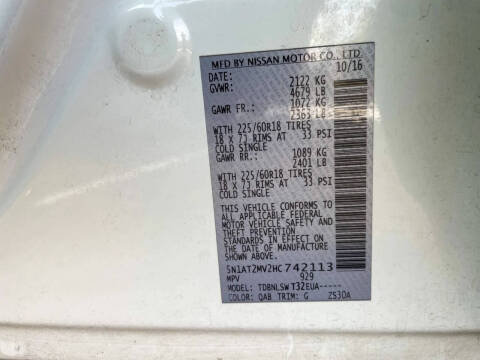 MFD BY NISSAN MOTOR CO., LTD.
DATE: 10/16
GVWR: 2122 KG
4679 LB
GAWR FR.: 1072 KG
2363 LB
WITH 225/60R18 TIRES
18 X 7J RIMS AT 33 PSI
COLD SINGLE
GAWR RR.: 1089 KG
2401 LB
WITH 225/60R18 TIRES
18 X 7J RIMS AT 33 PSI
COLD SINGLE
THIS VEHICLE CONFORMS TO
ALL APPLICABLE FEDERAL
MOTOR VEHICLE SAFETY
STANDARDS IN EFFECT ON
THE DATE OF MANUFACTURE
SHOWN ABOVE.
5N1AT2MV2HC742113
MPV 929
MODEL: TDBNLSW T32EUA-----
COLOR: QAB TRIM: G